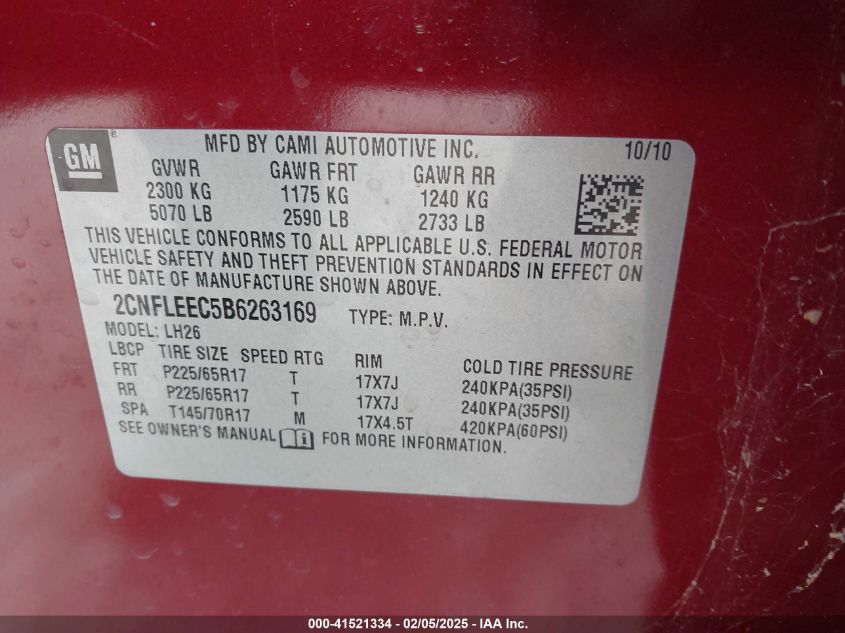 GM ®
MFD BY CAMI AUTOMOTIVE INC. 10/10
GVWR GAWR FRT GAWR RR
2300 KG 1175 KG 1240 KG
5070 LB 2590 LB 2733 LB
THIS VEHICLE CONFORMS TO ALL APPLICABLE U.S. FEDERAL MOTOR
VEHICLE SAFETY AND THEFT PREVENTION STANDARDS IN EFFECT ON
THE DATE OF MANUFACTURE SHOWN ABOVE.
2CNFLEEC5B6263169 TYPE: M.P.V.
MODEL: LH26
LBCP TIRE SIZE SPEED RTG RIM COLD TIRE PRESSURE
FRT P225/65R17 T 17X7J 240KPA(35PSI)
RR P225/65R17 T 17X7J 240KPA(35PSI)
SPA T145/70R17 M 17X4.5T 420KPA(60PSI)
SEE OWNER'S MANUAL i FOR MORE INFORMATION.
000-41521334 — 02/05/2025 - IAA Inc.